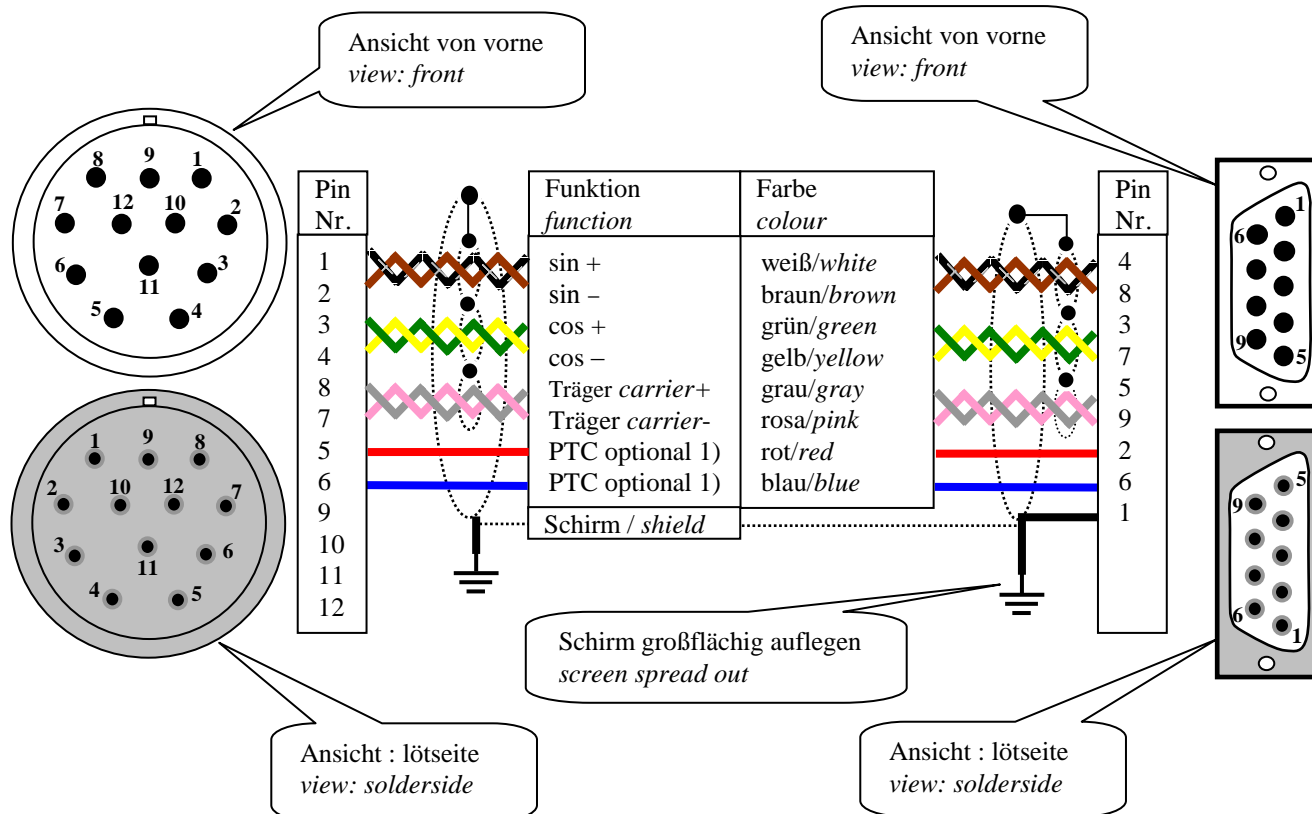 Ansicht von vorne
view: front
Ansicht von vorne
view: front
8 9 1
7 12 10 2
6 11 3
5 4
1 9 8
2 10 12 7
3 11 6
4 5
Pin
Nr.
1
2
3
4
8
7
5
6
9
10
11
12
Funktion
function
sin +
sin –
cos +
cos –
Träger carrier+
Träger carrier-
PTC optional 1)
PTC optional 1)
Schirm / shield
Farbe
colour
weiß/white
braun/brown
grün/green
gelb/yellow
grau/gray
rosa/pink
rot/red
blau/blue
Pin
Nr.
4
8
3
7
5
9
2
6
1
1
6
9
5
5
9
6
1
Schirm großflächig auflegen
screen spread out
Ansicht : lötseite
view: solderside
Ansicht : lötseite
view: solderside